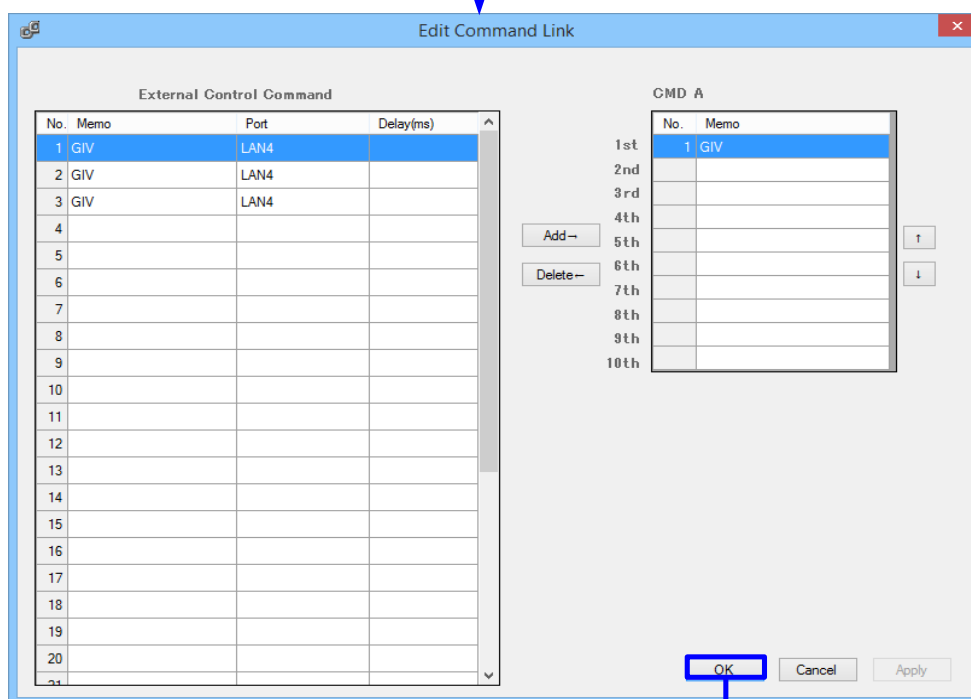 Edit Command Link
External Control Command
No. Memo Port Delay(ms)
1 GIV LAN4
2 GIV LAN4
3 GIV LAN4
4
5
6
7
8
9
10
11
12
13
14
15
16
17
18
19
20
21
Add→
Delete←
CMD A
No. Memo
1st 1 GIV
2nd
3rd
4th
5th
6th
7th
8th
9th
10th
↑
↓
OK Cancel Apply